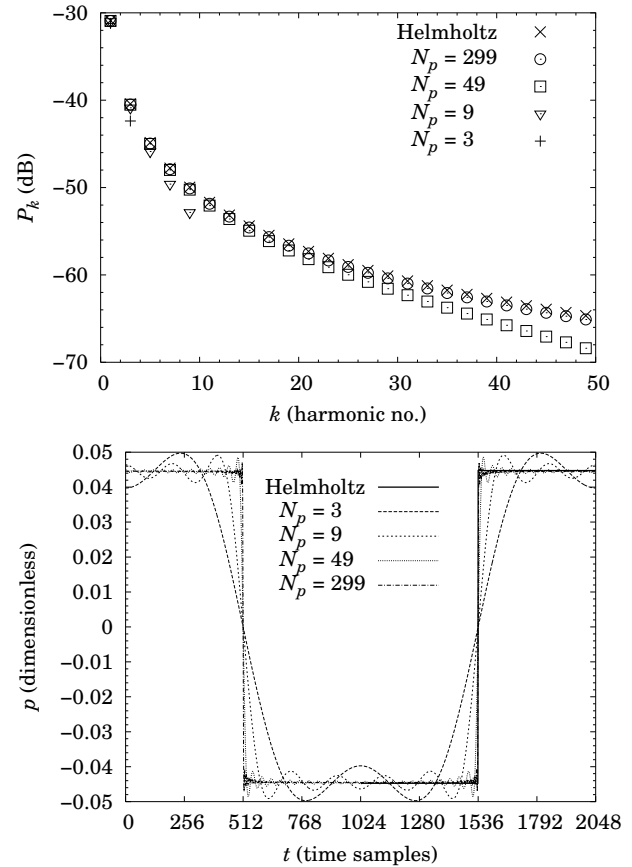 −30
−40
−50
−60
−70
P_k (dB)
Helmholtz
N_p = 299
N_p = 49
N_p = 9
N_p = 3
0 10 20 30 40 50
k (harmonic no.)
0.05
0.04
0.03
0.02
0.01
0
−0.01
−0.02
−0.03
−0.04
−0.05
p (dimensionless)
Helmholtz
N_p = 3
N_p = 9
N_p = 49
N_p = 299
0 256 512 768 1024 1280 1536 1792 2048
t (time samples)